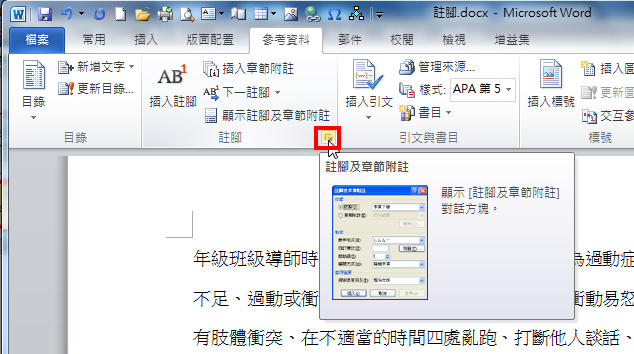 註腳.docx - Microsoft Word
檔案 常用 插入 版面配置 參考資料 郵件 校閱 檢視 增益集
目錄
新增文字
更新目錄...
AB1
插入註腳
插入章節附註
AB1 下一註腳
顯示註腳及章節附註
插入引文
管理來源...
樣式: APA 第 5
書目
插入標號
插入圖
更新圖
交互參
目錄 註腳 引文與書目 標號
註腳及章節附註
顯示 [註腳及章節附註]
對話方塊。
年級班級導師時 為過動症
不足、過動或衝 衝動易怒
有肢體衝突、在不適當的時間四處亂跑、打斷他人談話、